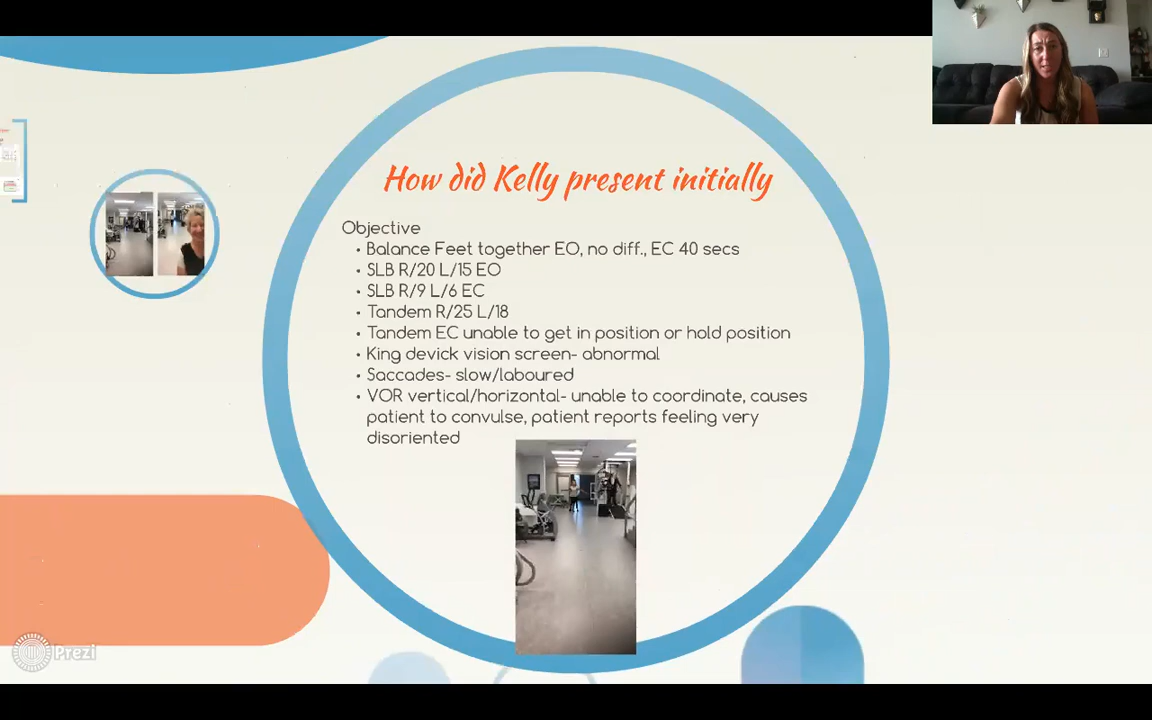 How did Kelly present initially
Objective
• Balance Feet together EO, no diff., EC 40 secs
• SLB R/20 L/15 EO
• SLB R/9 L/6 EC
• Tandem R/25 L/18
• Tandem EC unable to get in position or hold position
• King devick vision screen- abnormal
• Saccades- slow/laboured
• VOR vertical/horizontal- unable to coordinate, causes
patient to convulse, patient reports feeling very
disoriented
Prezi